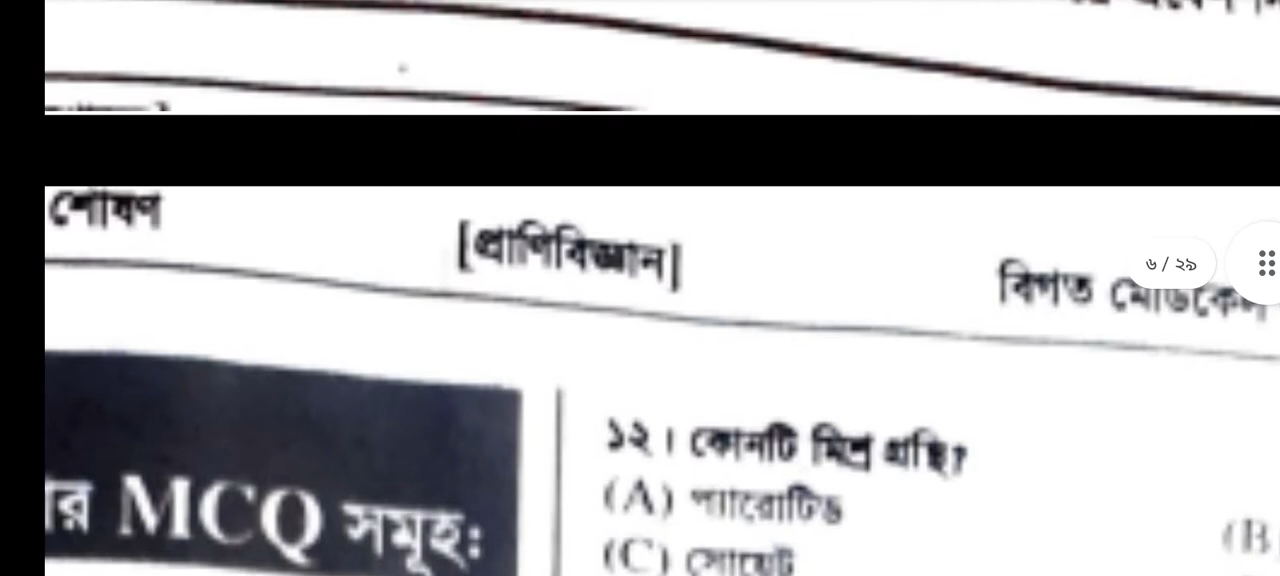 শোষণ
[প্রাণিবিজ্ঞান]
বিগত
৬ / ২৯
র MCQ সমূহঃ
১২। কোনটি মিশ্র গ্রন্থি?
(A) প্যারোটিড
(B)
(C)